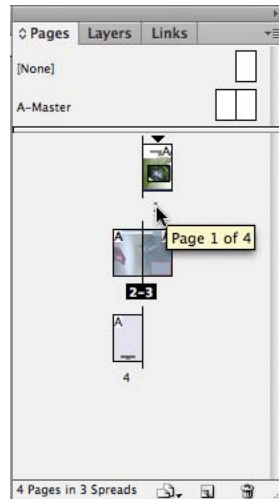 Pages Layers Links
[None]
A-Master
A
Page 1 of 4
A A
2-3
A
4
4 Pages in 3 Spreads